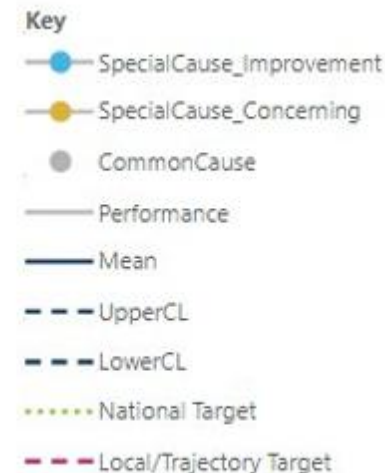 Key
SpecialCause_Improvement
SpecialCause_Concerning
CommonCause
Performance
Mean
UpperCL
LowerCL
National Target
Local/Trajectory Target